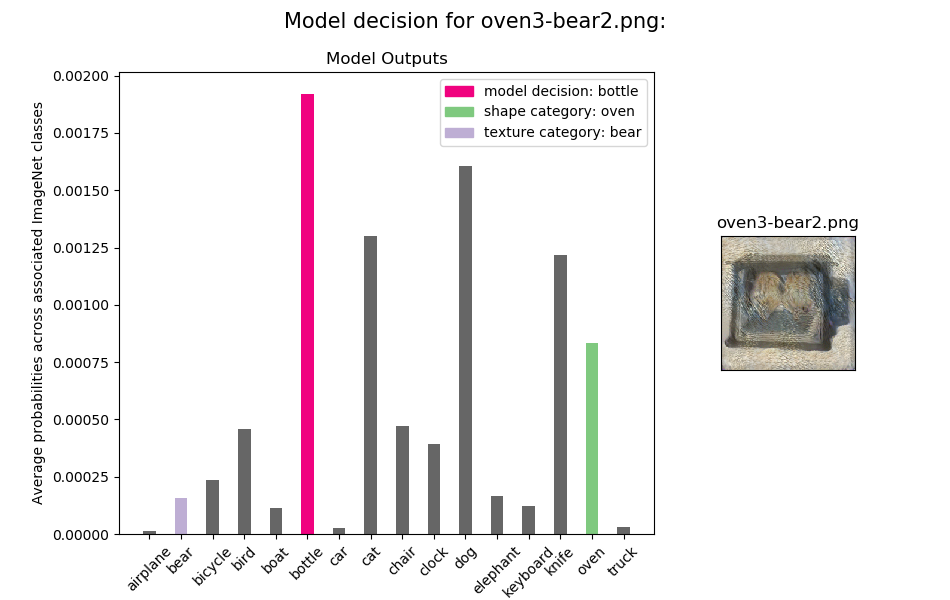 Model decision for oven3-bear2.png:
Model Outputs
Average probabilities across associated ImageNet classes
0.00200
0.00175
0.00150
0.00125
0.00100
0.00075
0.00050
0.00025
0.00000
model decision: bottle
shape category: oven
texture category: bear
airplane
bear
bicycle
bird
boat
bottle
car
cat
chair
clock
dog
elephant
keyboard
knife
oven
truck
oven3-bear2.png